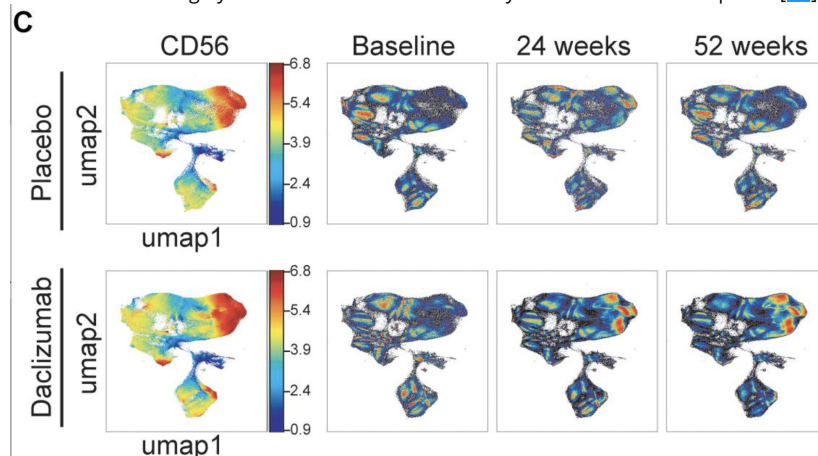 C
CD56 Baseline 24 weeks 52 weeks
Placebo
umap2
6.8
5.4
3.9
2.4
0.9
umap1
Daclizumab
umap2
6.8
5.4
3.9
2.4
0.9
umap1